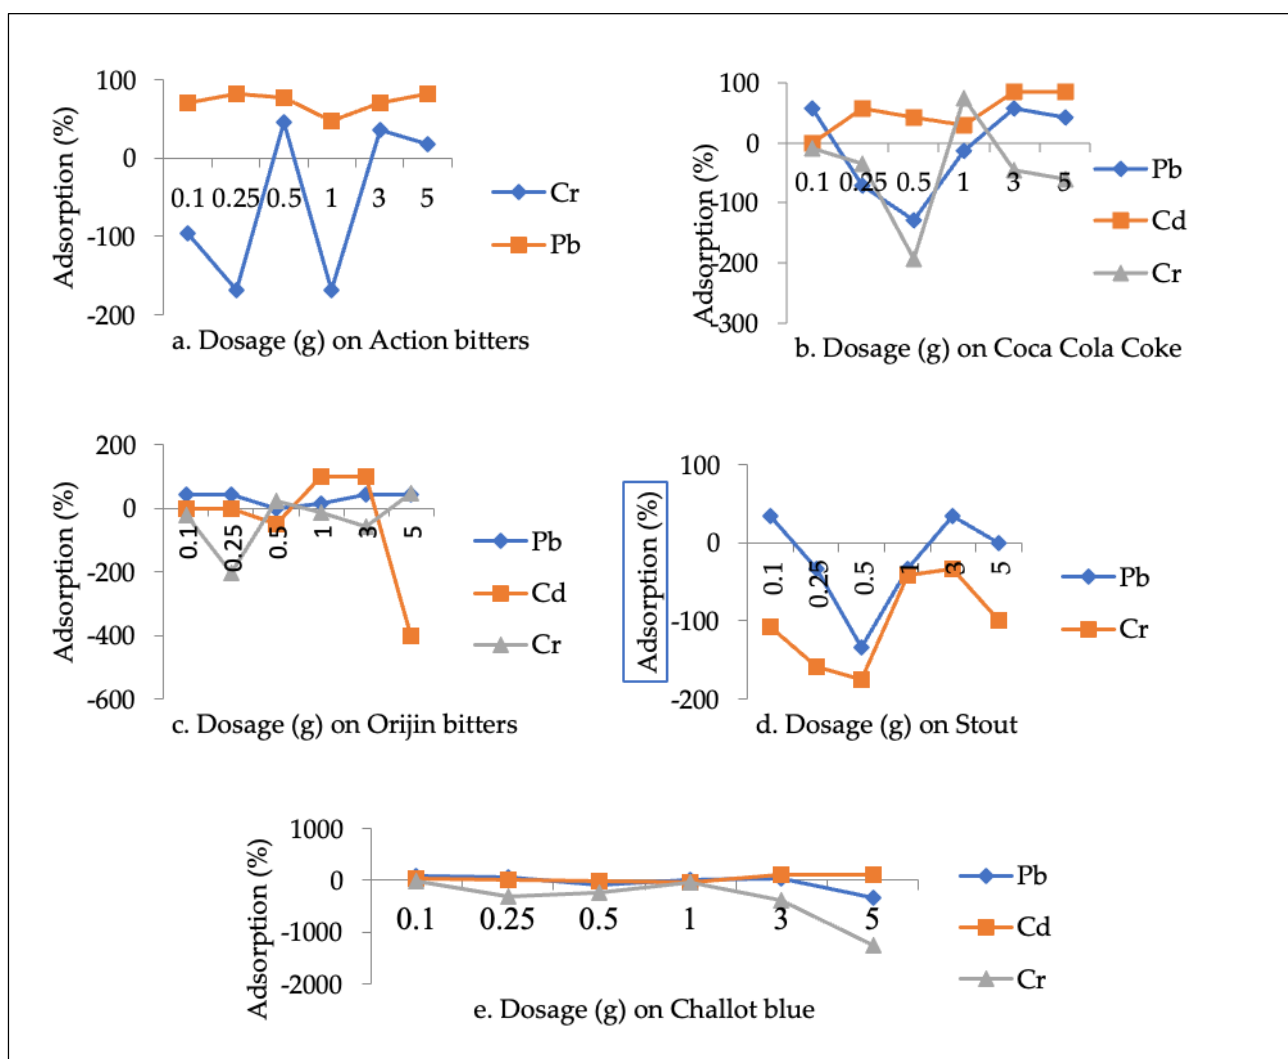 100
0
-100
-200
Adsorption (%)
0.1 0.25 0.5 1 3 5
Cr
Pb
a. Dosage (g) on Action bitters
100
0
-100
-200
-300
Adsorption (%)
0.1 0.25 0.5 1 3 5
Pb
Cd
Cr
b. Dosage (g) on Coca Cola Coke
200
0
-200
-400
-600
Adsorption (%)
0.1 0.25 0.5 1 3 5
Pb
Cd
Cr
c. Dosage (g) on Orijin bitters
100
0
-100
-200
Adsorption (%)
0.1 0.25 0.5 1 3 5
Pb
Cr
d. Dosage (g) on Stout
1000
0
-1000
-2000
Adsorption (%)
0.1 0.25 0.5 1 3 5
Pb
Cd
Cr
e. Dosage (g) on Challot blue